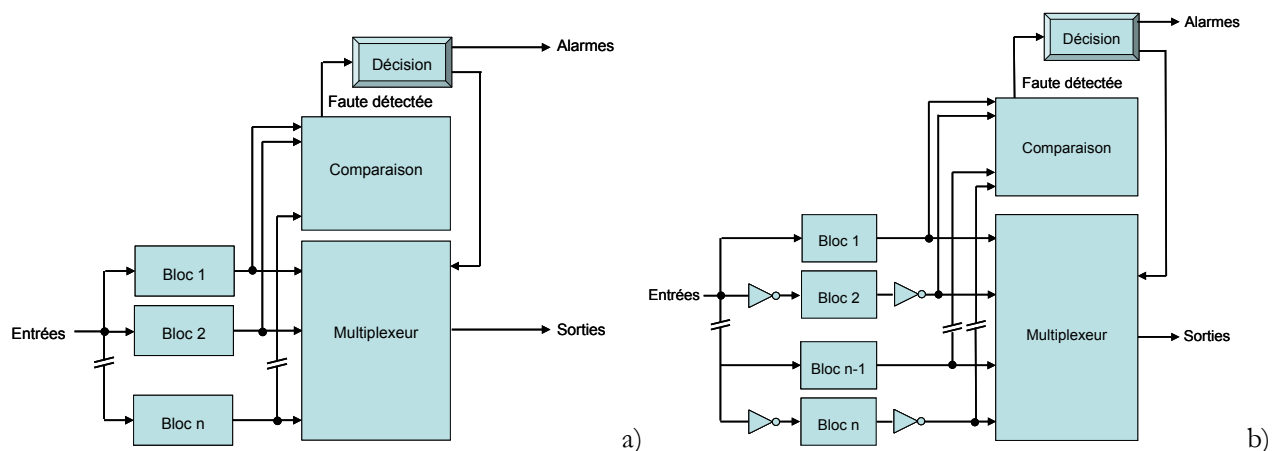 Décision
Alarmes
Faute détectée
Comparaison
Bloc 1
Entrées
Bloc 2
Multiplexeur
Sorties
Bloc n
a)
Décision
Alarmes
Faute détectée
Comparaison
Bloc 1
Entrées
Bloc 2
Multiplexeur
Sorties
Bloc n-1
Bloc n
b)